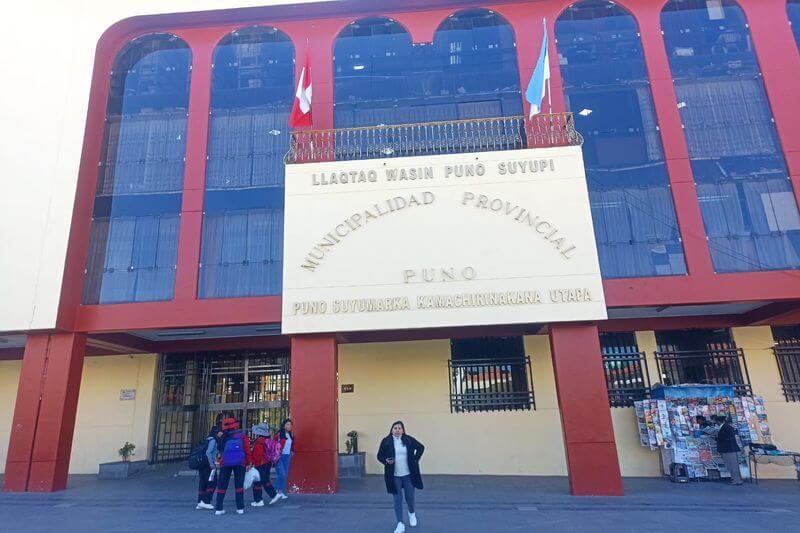 LLAQTAQ WASIN PUNO SUYUPI
MUNICIPALIDAD PROVINCIAL
PUNO
PUNO SUYUMARKA KAMACHIRINAKANA UTAPA